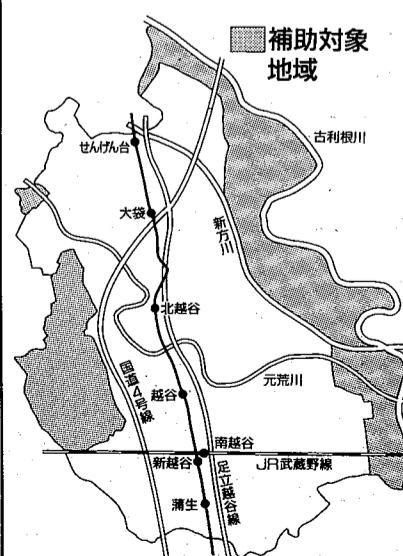 補助対象
地域
古利根川
せんげん台
大袋
新方川
北越谷
国道4号線
元荒川
越谷
南越谷
新越谷
JR武蔵野線
足立越谷線
蒲生